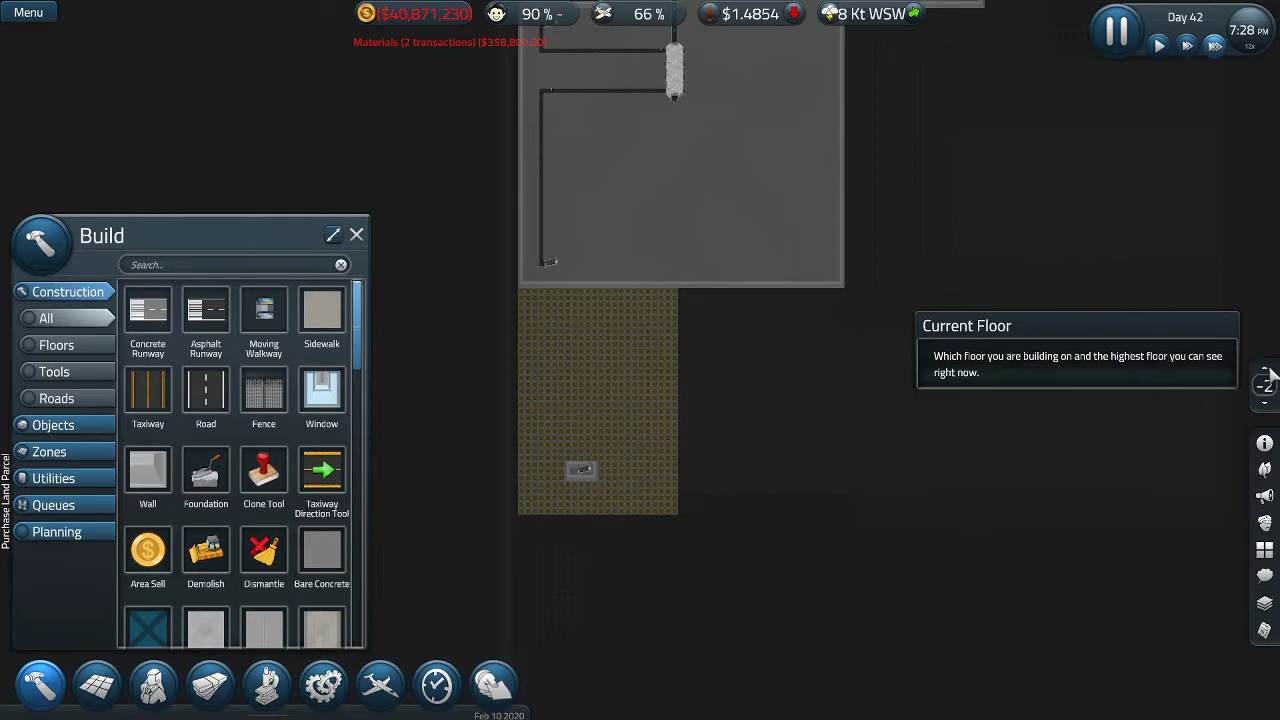 Menu
($40,871,230)
90 % -
66 %
$1.4854
8 Kt WSW
Day 42
7:28 PM
12x
Materials (2 transactions) ($358,800.00)
Build
Search...
Construction
All
Floors
Tools
Roads
Objects
Zones
Utilities
Queues
Planning
Concrete Runway
Asphalt Runway
Moving Walkway
Sidewalk
Taxiway
Road
Fence
Window
Wall
Foundation
Clone Tool
Taxiway Direction Tool
Area Sell
Demolish
Dismantle
Bare Concrete
Purchase Land Parcel
Current Floor
Which floor you are building on and the highest floor you can see
right now.
-2
Feb 10 2020